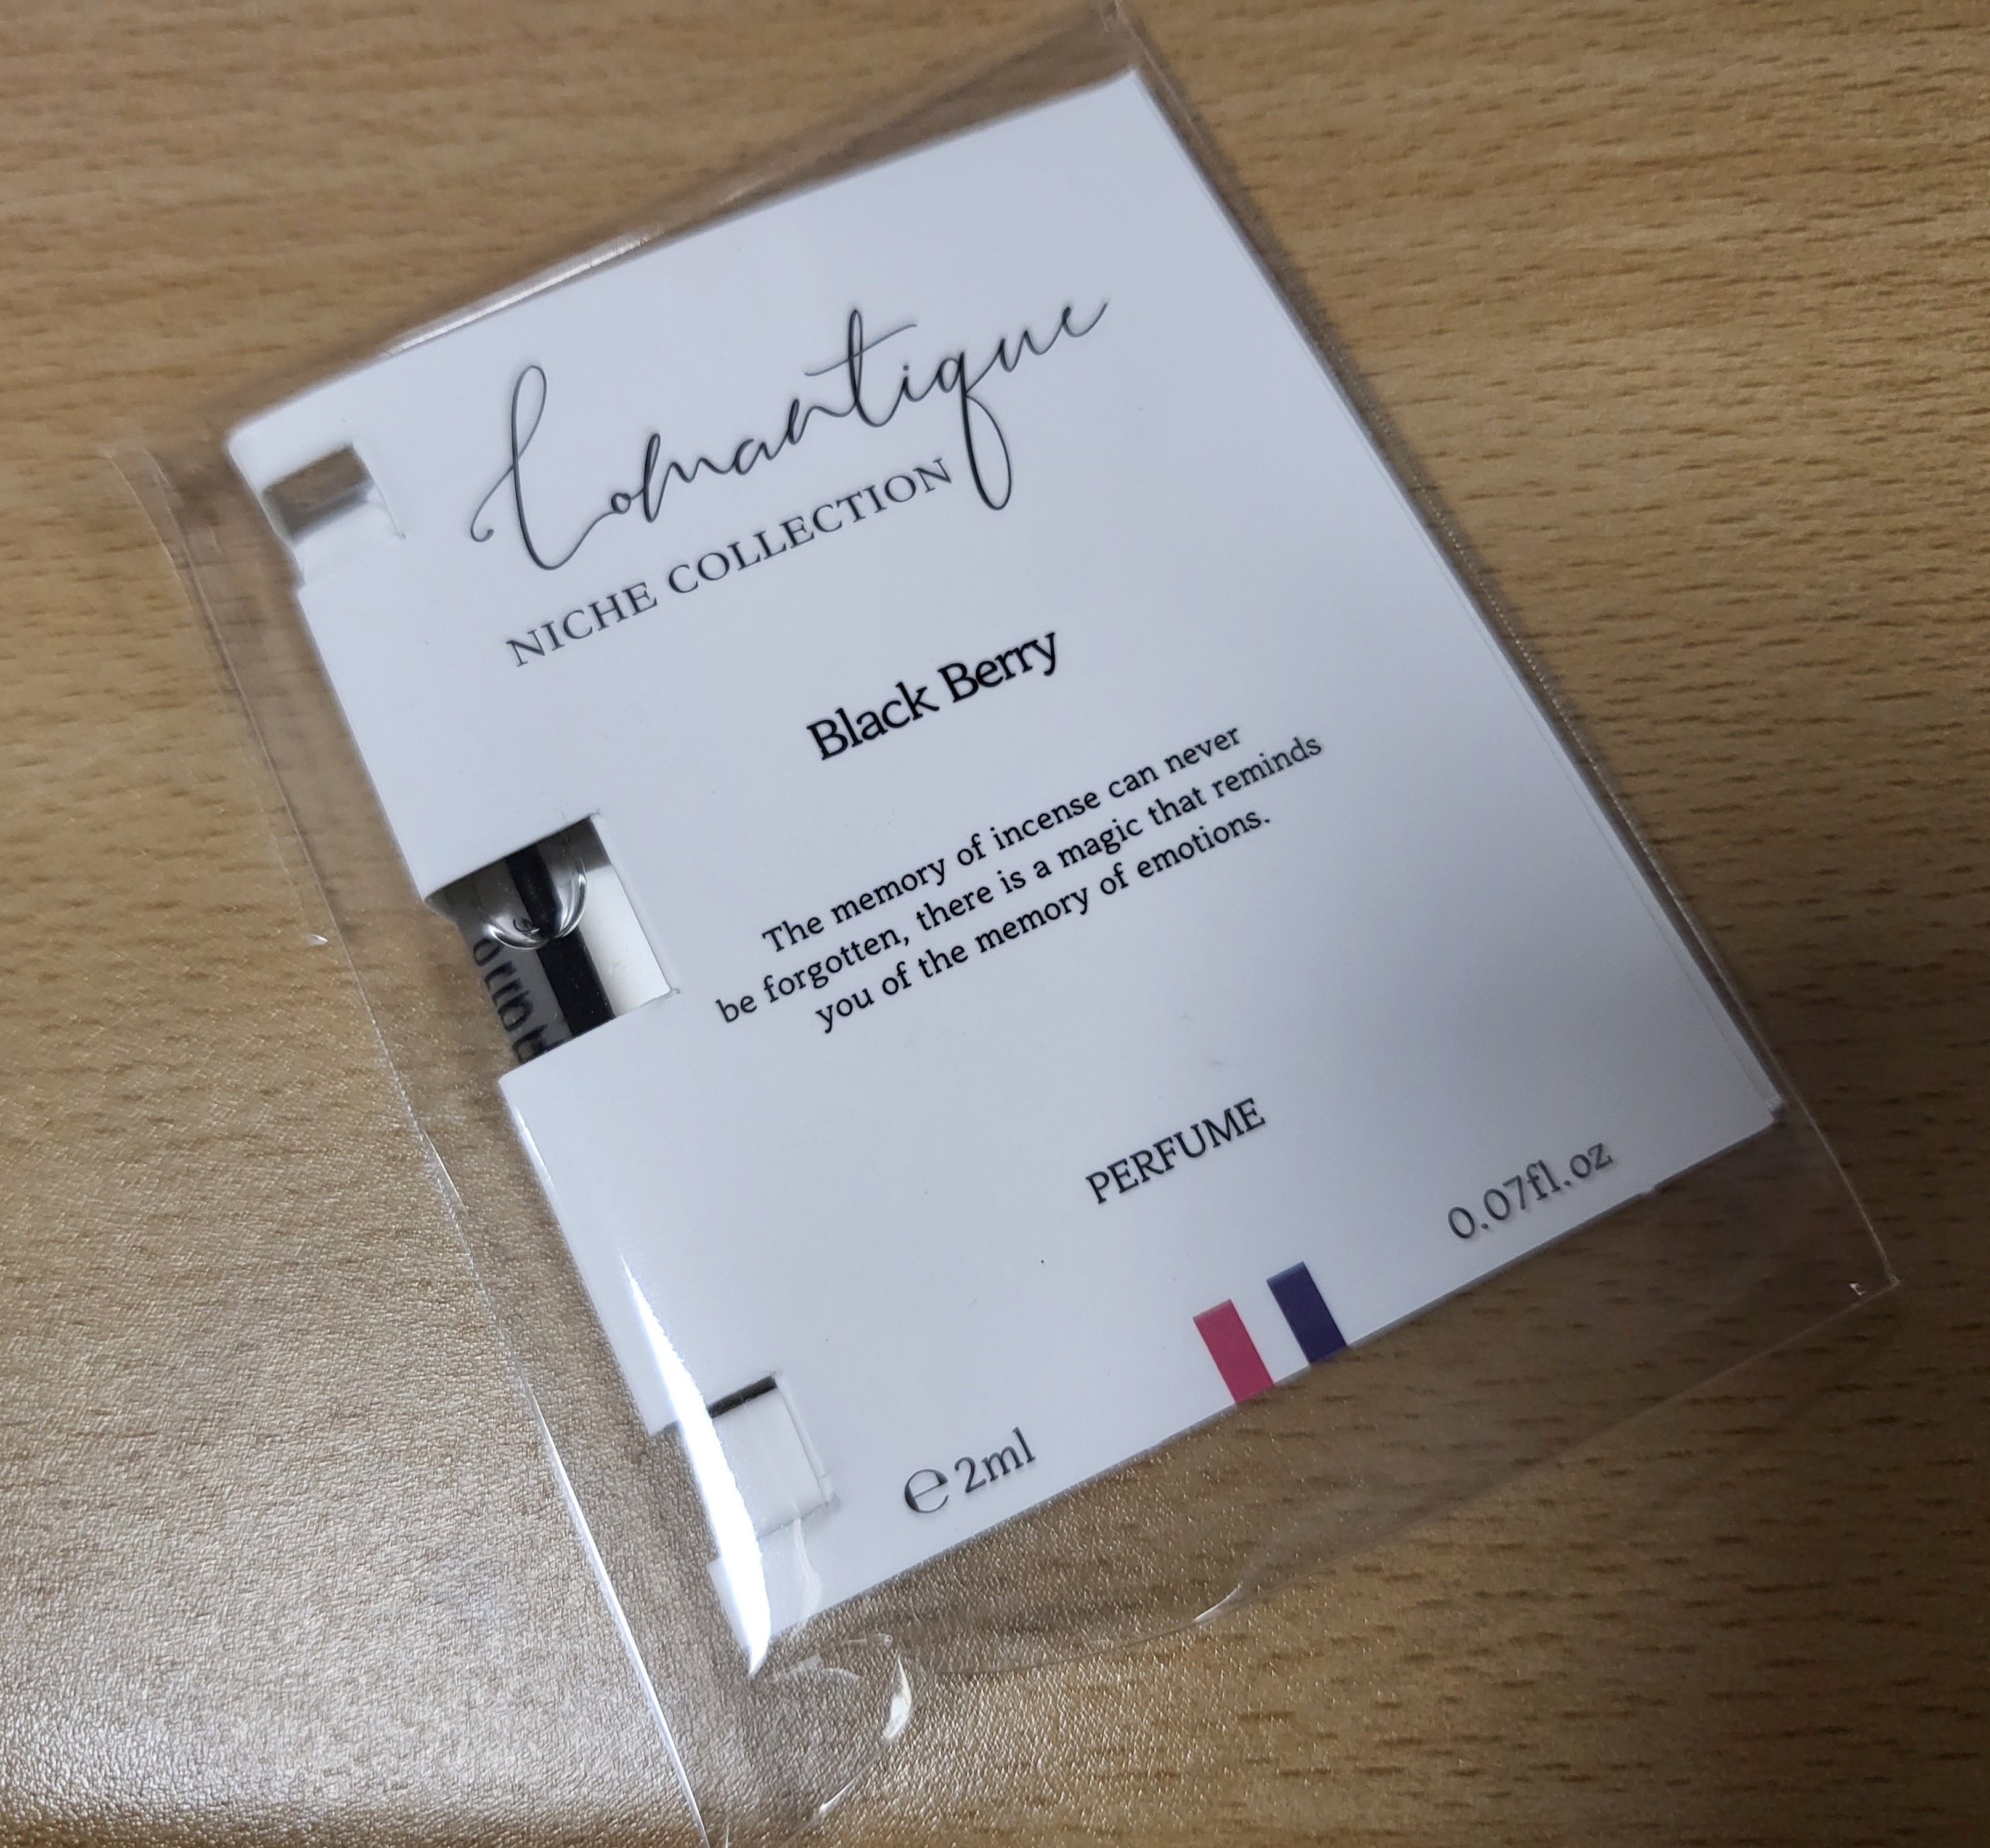 Lomantique
NICHE COLLECTION
Black Berry
The memory of incense can never
be forgotten, there is a magic that reminds
you of the memory of emotions.
PERFUME
℮ 2ml
0.07fl.oz